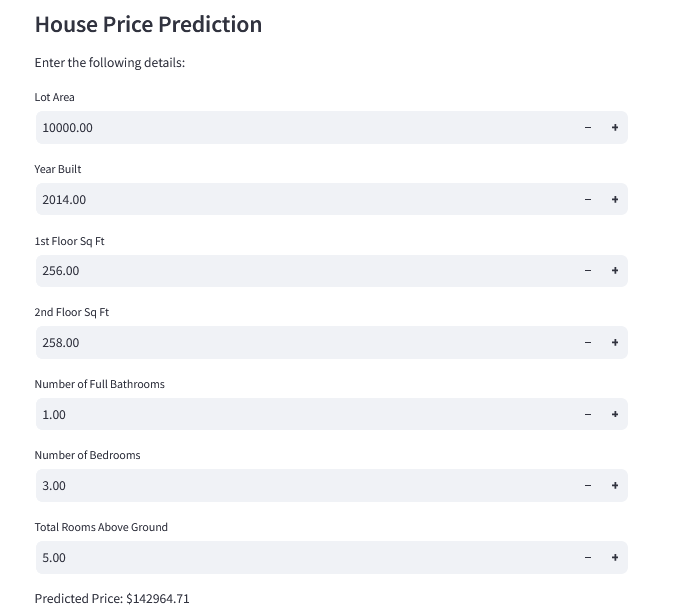 House Price Prediction
Enter the following details:
Lot Area
10000.00
Year Built
2014.00
1st Floor Sq Ft
256.00
2nd Floor Sq Ft
258.00
Number of Full Bathrooms
1.00
Number of Bedrooms
3.00
Total Rooms Above Ground
5.00
Predicted Price: $142964.71